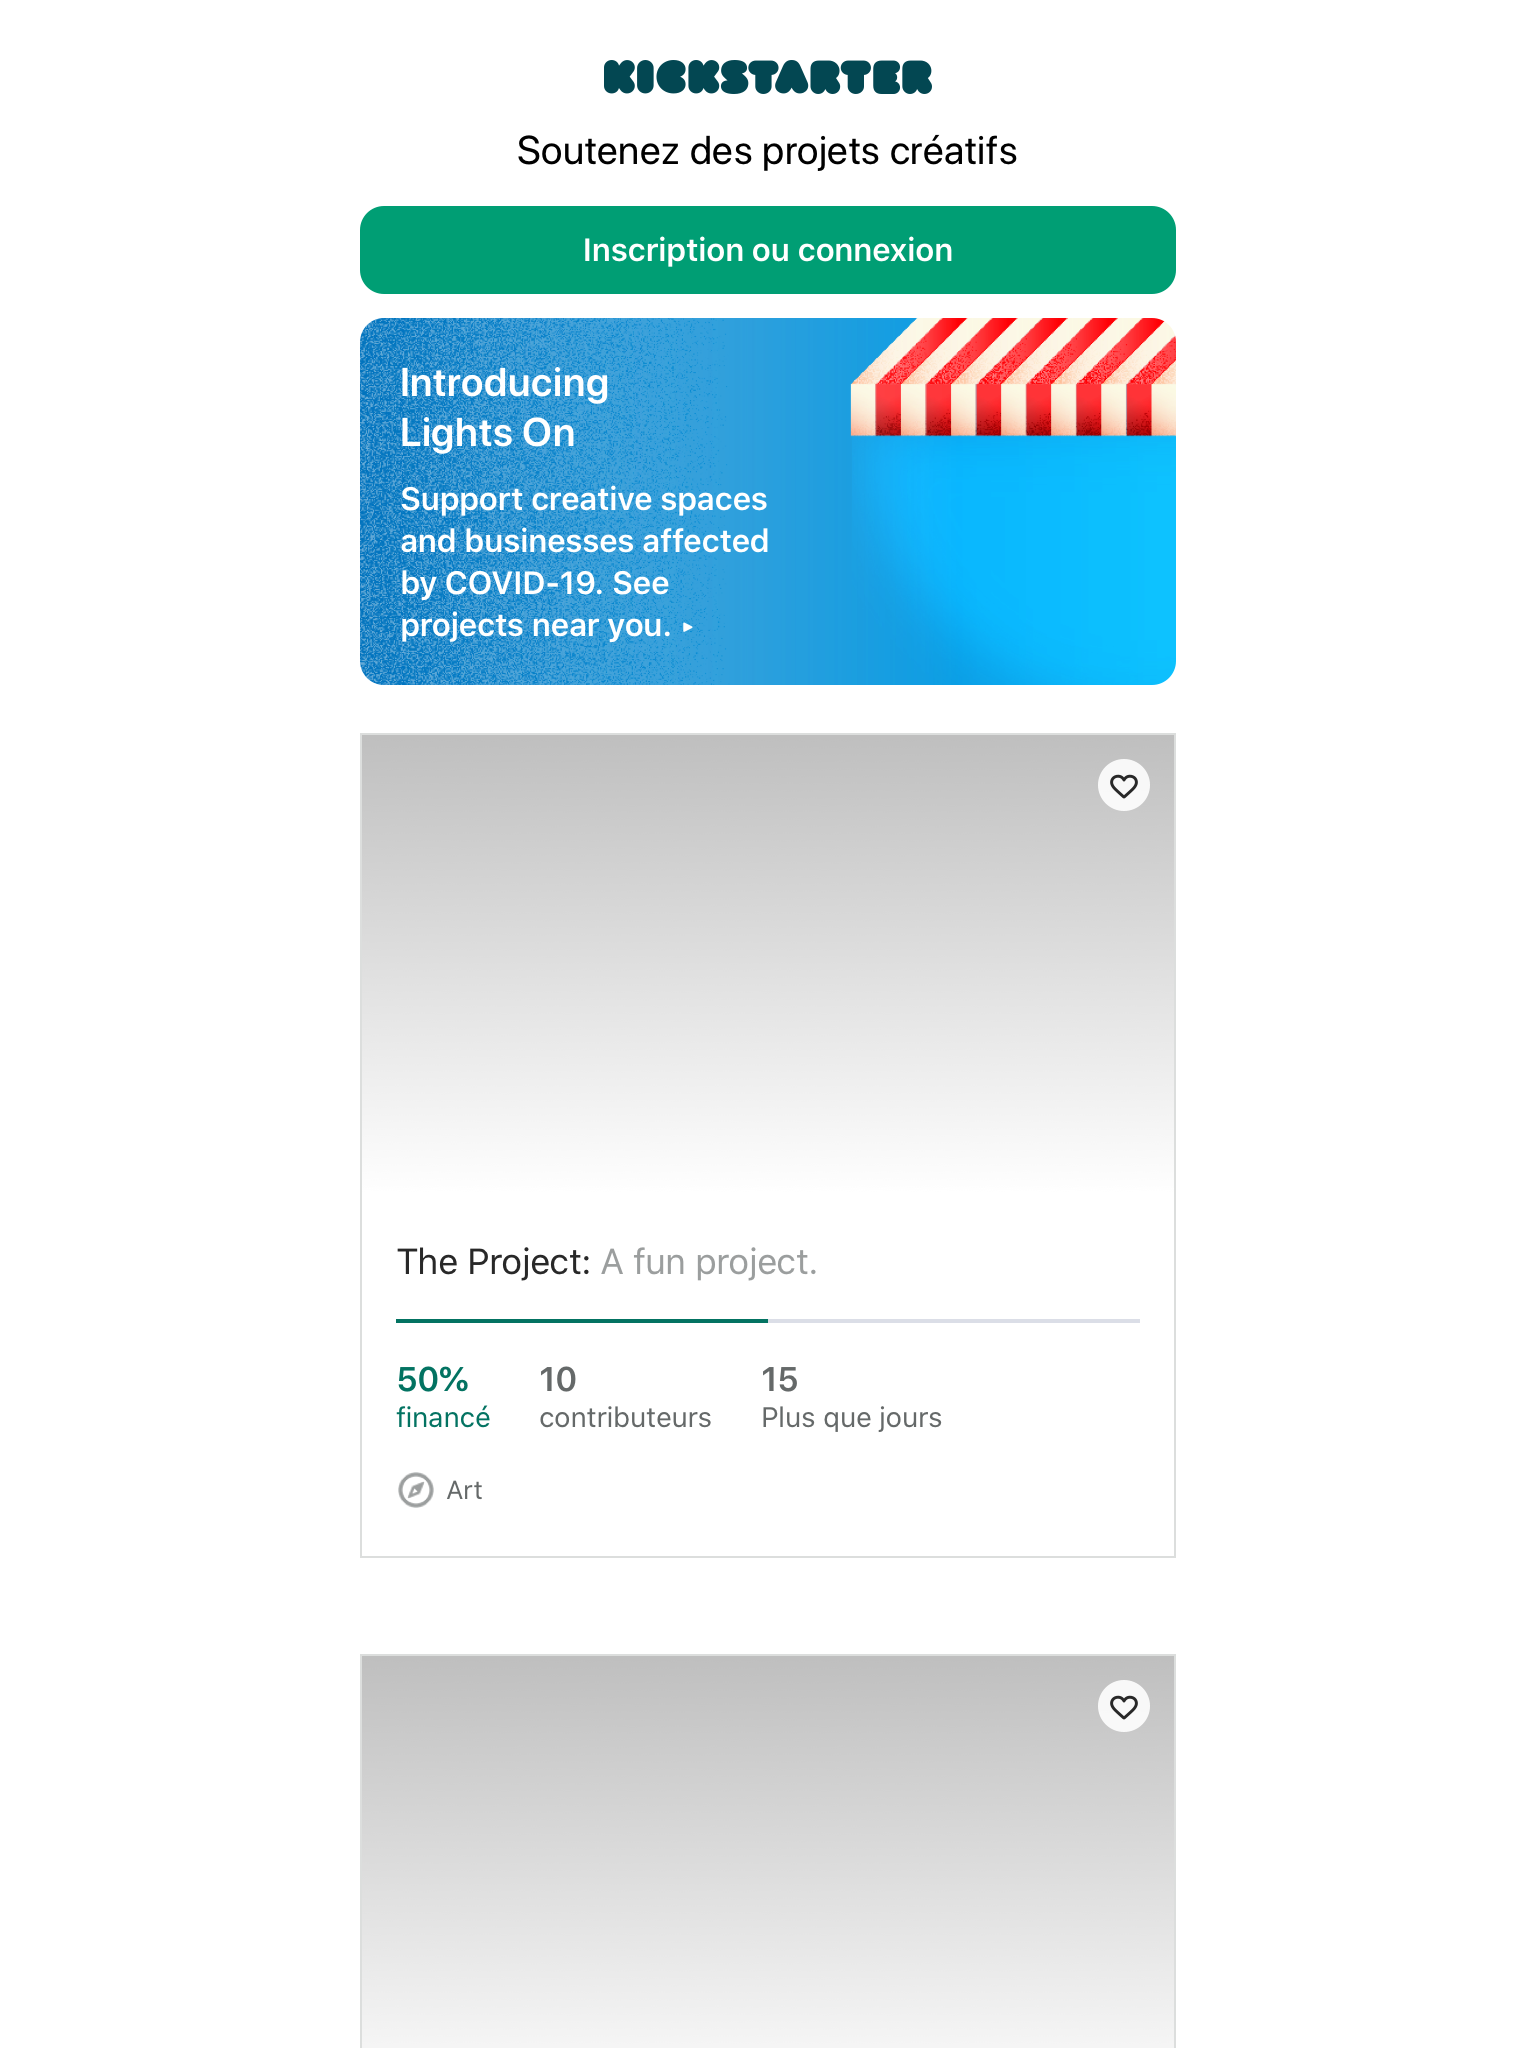 KICKSTARTER
Soutenez des projets créatifs
Inscription ou connexion
Introducing
Lights On
Support creative spaces
and businesses affected
by COVID-19. See
projects near you. ▸
The Project: A fun project.
50% 10 15
financé contributeurs Plus que jours
Art